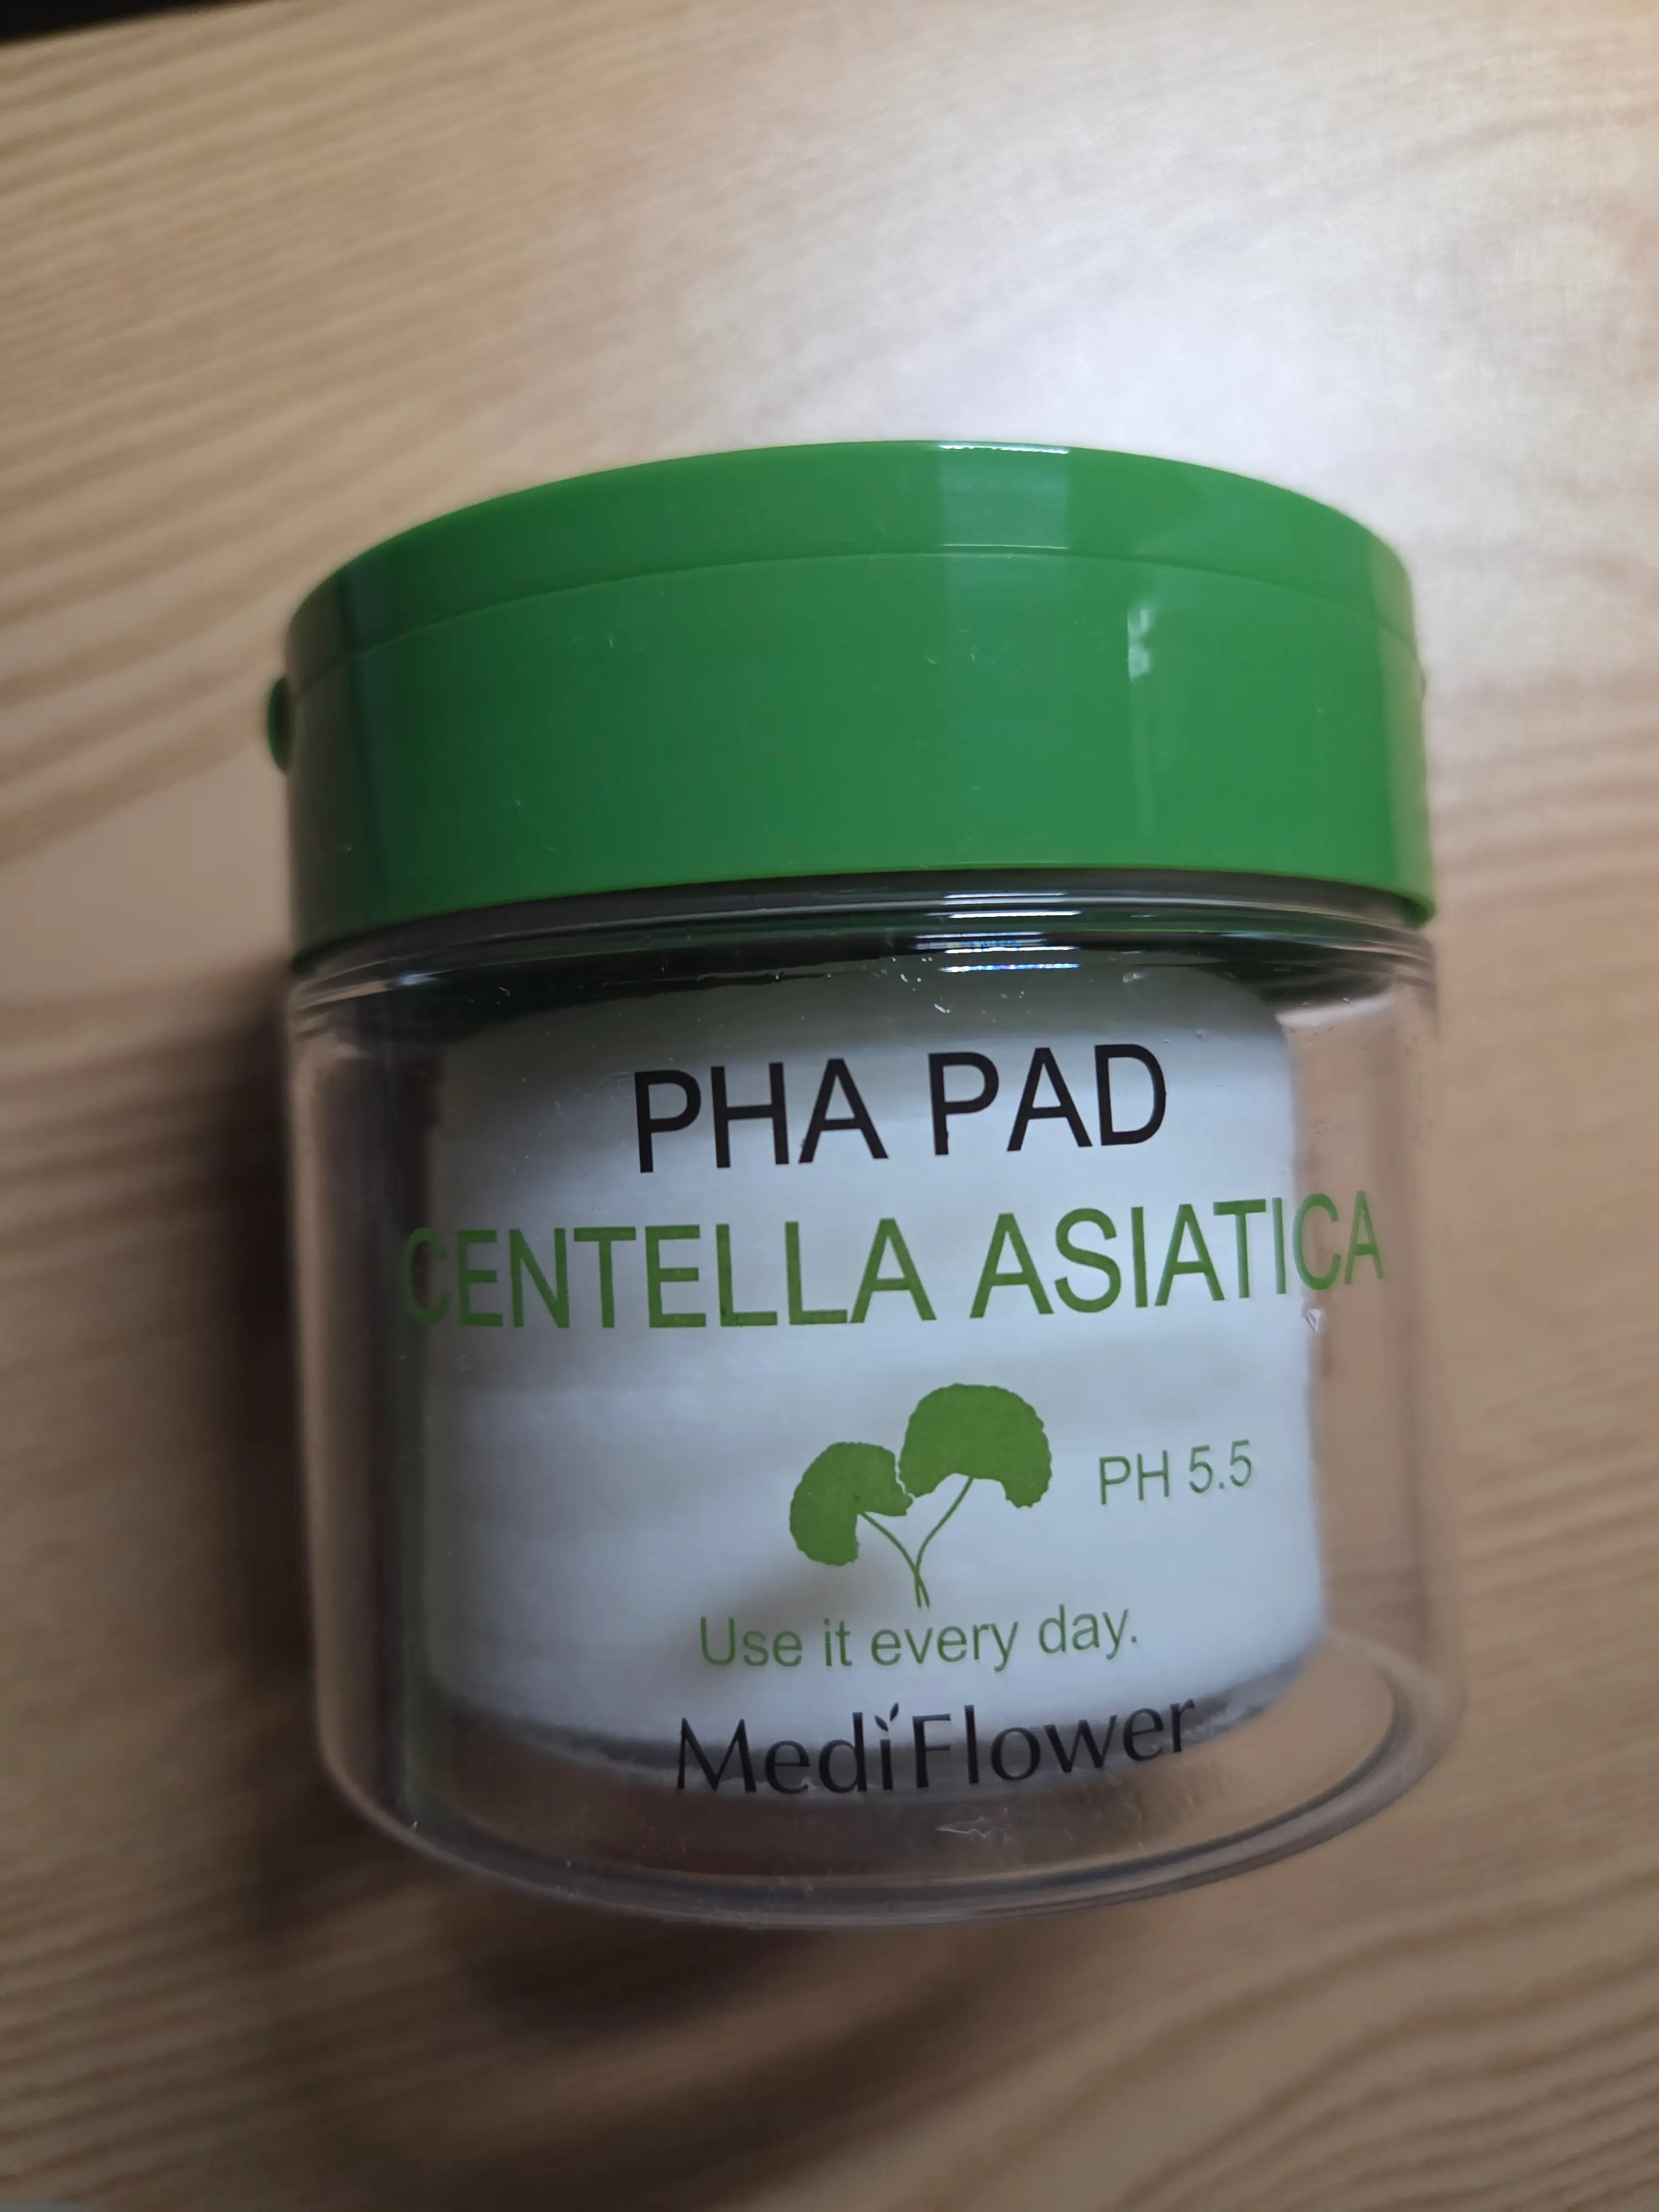 PHA PAD
CENTELLA ASIATICA
PH 5.5
Use it every day.
MediFlower